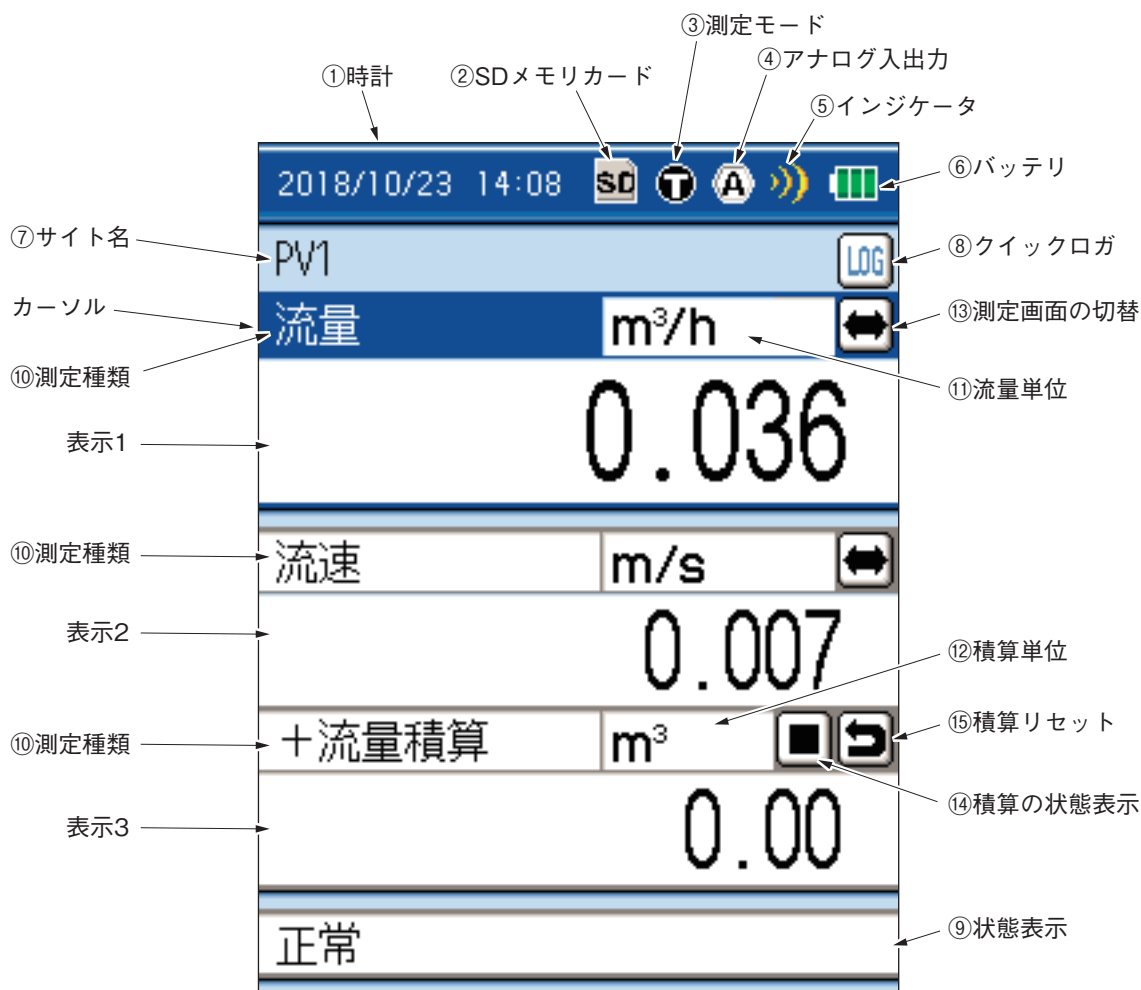 ③測定モード
④アナログ入出力
①時計
②SDメモリカード
⑤インジケータ
⑥バッテリ
2018/10/23 14:08 SD T A
⑦サイト名
PV1
LOG
⑧クイックロガ
カーソル
流量
m³/h
⑬測定画面の切替
⑩測定種類
⑪流量単位
表示1
0.036
⑩測定種類
流速
m/s
表示2
0.007
⑫積算単位
⑩測定種類
+流量積算
m³
⑮積算リセット
⑭積算の状態表示
表示3
0.00
正常
⑨状態表示